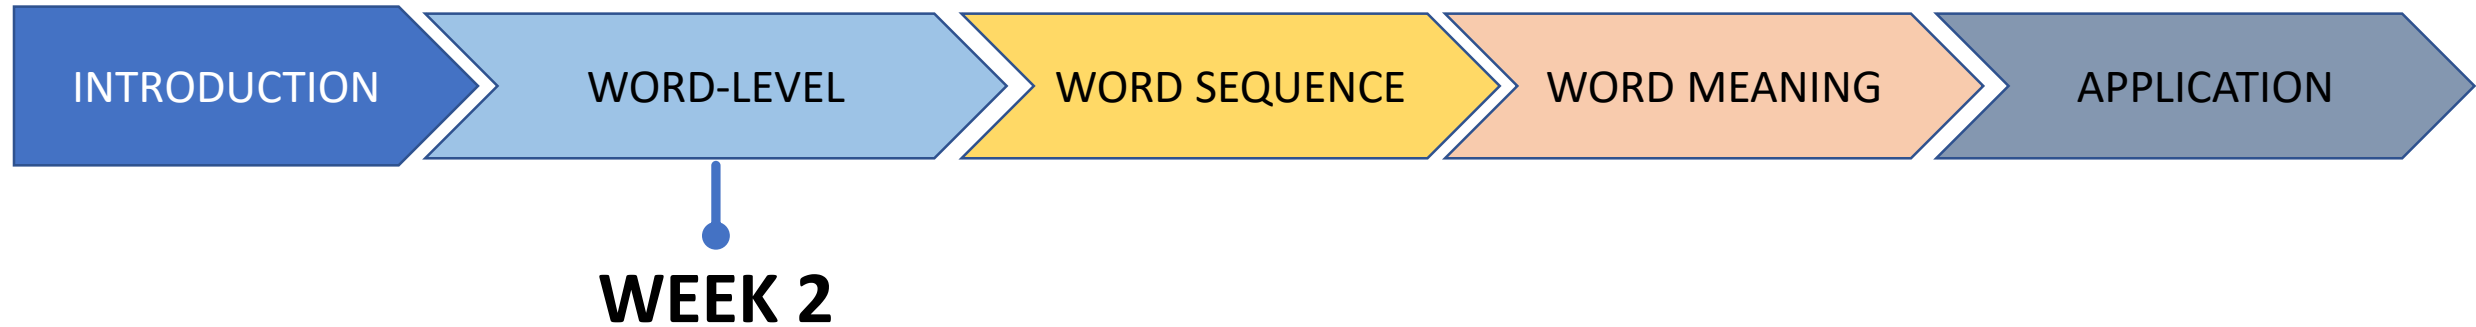 INTRODUCTION
WORD-LEVEL
WORD SEQUENCE
WORD MEANING
APPLICATION
WEEK 2